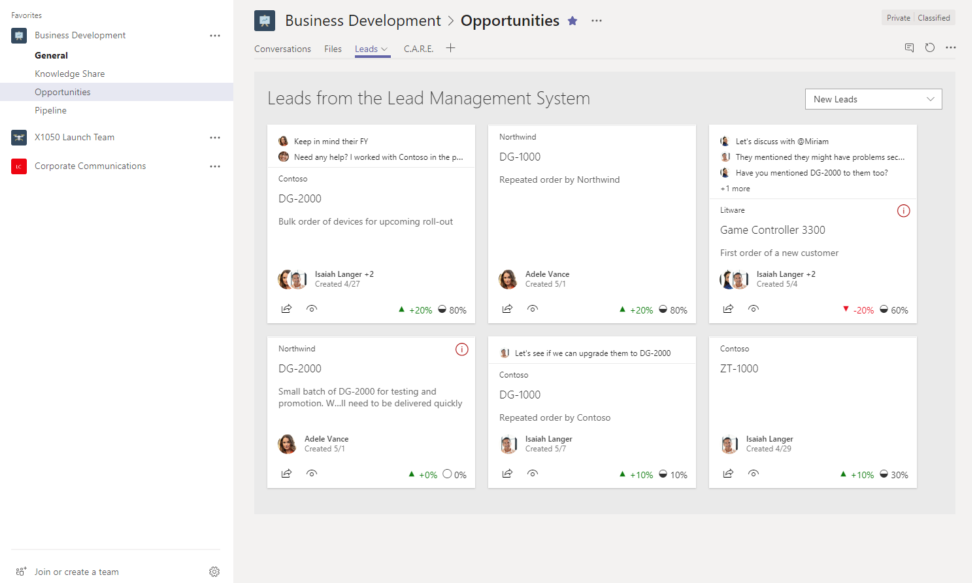 Favorites
Business Development
General
Knowledge Share
Opportunities
Pipeline
X1050 Launch Team
Corporate Communications
Join or create a team
Business Development > Opportunities
Private Classified
Conversations Files Leads C.A.R.E.
Leads from the Lead Management System
New Leads
Keep in mind their FY
Need any help? I worked with Contoso in the p...
Contoso
DG-2000
Bulk order of devices for upcoming roll-out
Isaiah Langer +2
Created 4/27
+20% 80%
Northwind
DG-1000
Repeated order by Northwind
Adele Vance
Created 5/1
+20% 80%
Let's discuss with @Miriam
They mentioned they might have problems sec...
Have you mentioned DG-2000 to them too?
+1 more
Litware
Game Controller 3300
First order of a new customer
Isaiah Langer +2
Created 5/4
-20% 60%
Northwind
DG-2000
Small batch of DG-2000 for testing and
promotion. W...ll need to be delivered quickly
Adele Vance
Created 5/1
+0% 0%
Let's see if we can upgrade them to DG-2000
Contoso
DG-1000
Repeated order by Contoso
Isaiah Langer
Created 5/7
+10% 10%
Contoso
ZT-1000
Isaiah Langer
Created 4/29
+10% 30%